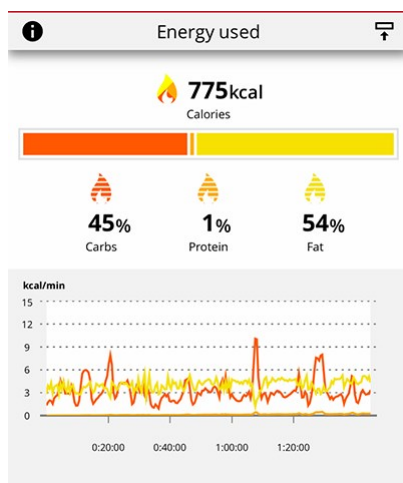 Energy used
775kcal
Calories
45% 1% 54%
Carbs Protein Fat
kcal/min
15
12
9
6
3
0
0:20:00 0:40:00 1:00:00 1:20:00